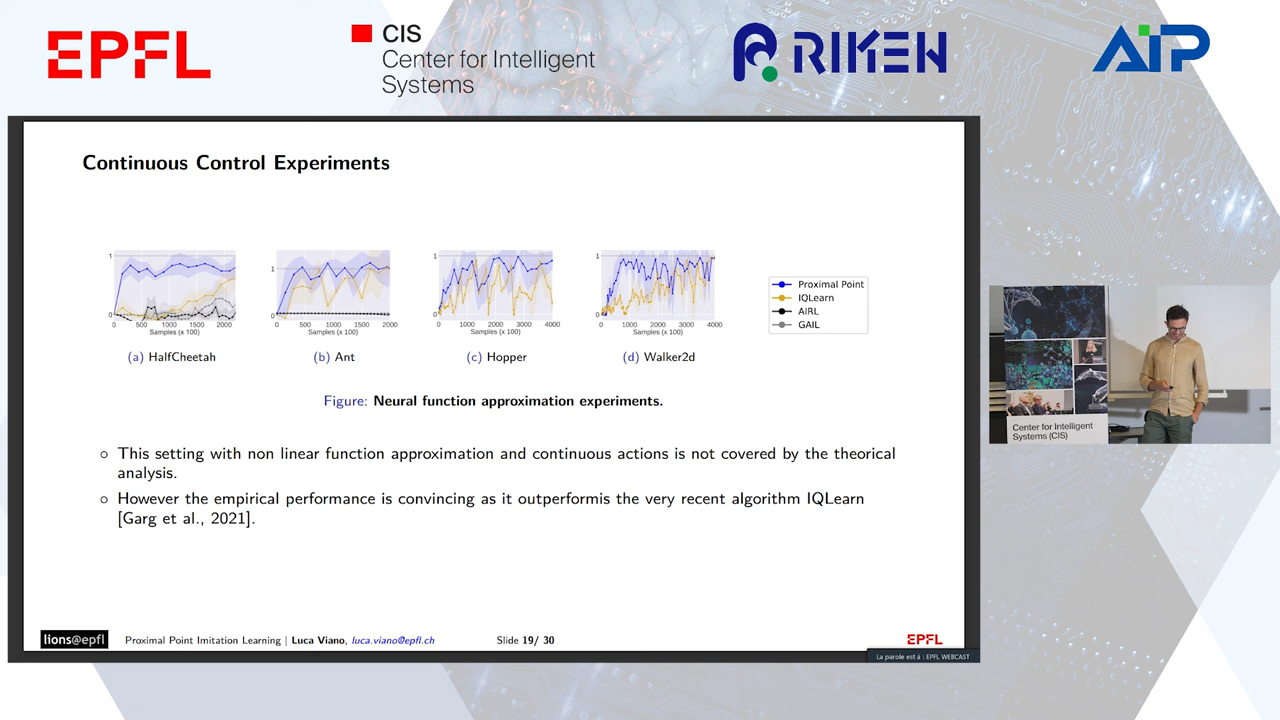 EPFL
CIS
Center for Intelligent
Systems
RIKEN
AIP
Continuous Control Experiments
1
0
0 500 1000 1500 2000
Samples (x 100)
(a) HalfCheetah
1
0
0 500 1000 1500 2000
Samples (x 100)
(b) Ant
1
0
0 1000 2000 3000 4000
Samples (x 100)
(c) Hopper
1
0
0 1000 2000 3000 4000
Samples (x 100)
(d) Walker2d
Proximal Point
IQLearn
AIRL
GAIL
Figure: Neural function approximation experiments.
○ This setting with non linear function approximation and continuous actions is not covered by the theorical
analysis.
○ However the empirical performance is convincing as it outperformis the very recent algorithm IQLearn
[Garg et al., 2021].
lions@epfl
Proximal Point Imitation Learning | Luca Viano, luca.viano@epfl.ch
Slide 19/ 30
EPFL
La parole est à : EPFL WEBCAST
Center for Intelligent
Systems (CIS)